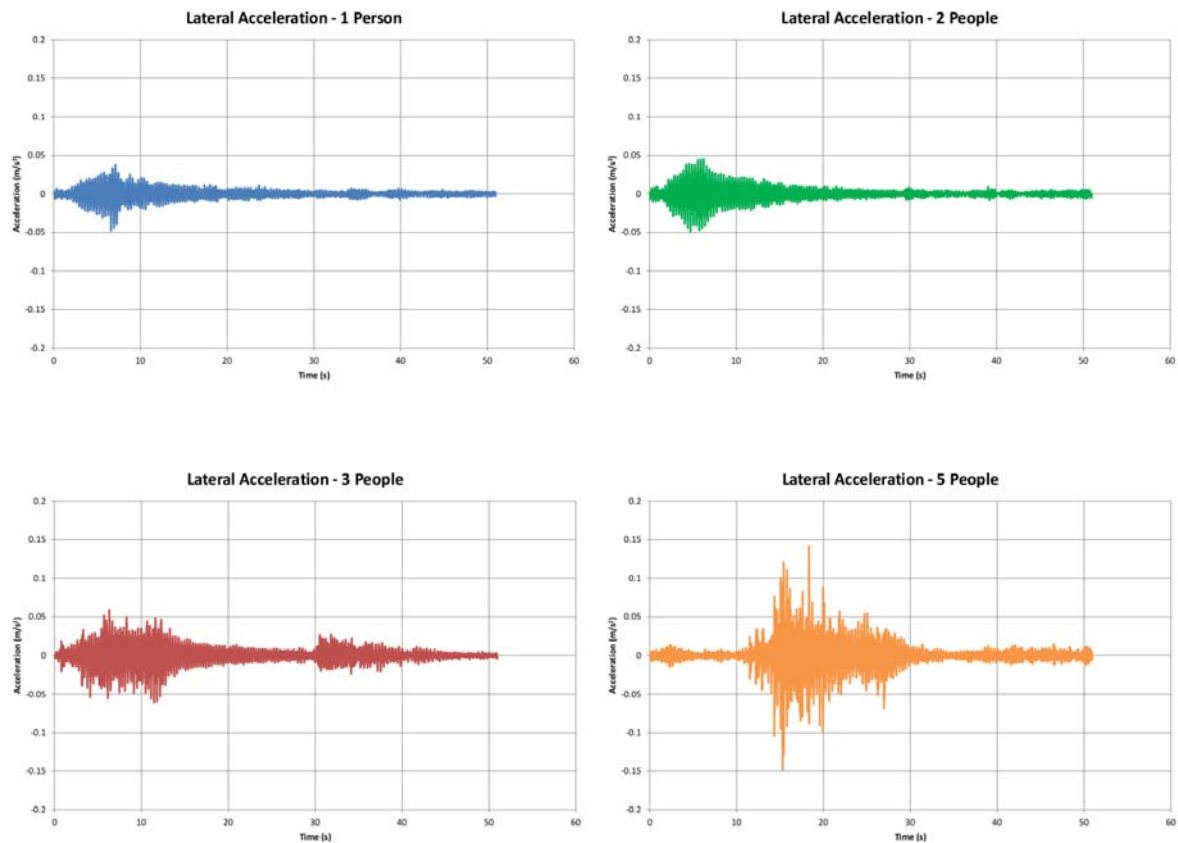 Lateral Acceleration - 1 Person
0.2
0.15
0.1
0.05
0
-0.05
-0.1
-0.15
-0.2
Acceleration (m/s²)
0 10 20 30 40 50 60
Time (s)
Lateral Acceleration - 2 People
0.2
0.15
0.1
0.05
0
-0.05
-0.1
-0.15
-0.2
Acceleration (m/s²)
0 10 20 30 40 50 60
Time (s)
Lateral Acceleration - 3 People
0.2
0.15
0.1
0.05
0
-0.05
-0.1
-0.15
-0.2
Acceleration (m/s²)
0 10 20 30 40 50 60
Time (s)
Lateral Acceleration - 5 People
0.2
0.15
0.1
0.05
0
-0.05
-0.1
-0.15
-0.2
Acceleration (m/s²)
0 10 20 30 40 50 60
Time (s)